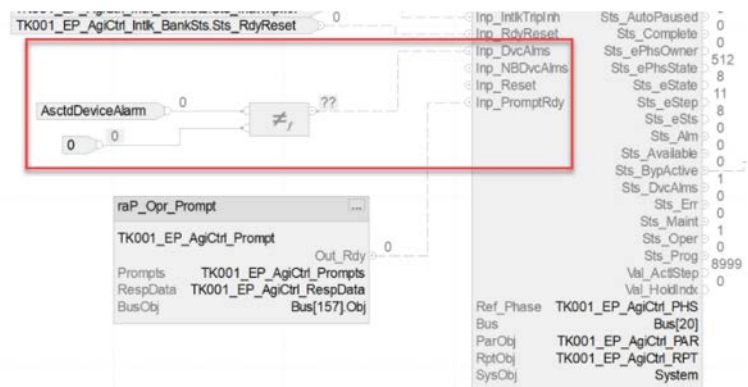 TK001_EP_AgiCtrl_Intlk_BankSts.Sts_RdyReset
0
Inp_IntlkTripInh
Inp_RdyReset
Inp_DvcAlms
Inp_NBDvcAlms
Inp_Reset
Inp_PromptRdy
Sts_AutoPaused
0
Sts_Complete
0
Sts_ePhsOwner
512
Sts_ePhsState
8
Sts_eState
11
Sts_eStep
8
Sts_eSts
0
Sts_Alm
0
Sts_Available
0
Sts_BypActive
1
Sts_DvcAlms
0
Sts_Err
0
Sts_Maint
1
Sts_Oper
0
Sts_Prog
8999
Val_ActlStep
0
Val_HoldIndx
AsctdDeviceAlarm
0
≠f
??
0
0
raP_Opr_Prompt
...
TK001_EP_AgiCtrl_Prompt
Out_Rdy
0
Prompts TK001_EP_AgiCtrl_Prompts
RespData TK001_EP_AgiCtrl_RespData
BusObj Bus[157].Obj
Ref_Phase TK001_EP_AgiCtrl_PHS
Bus Bus[20]
ParObj TK001_EP_AgiCtrl_PAR
RptObj TK001_EP_AgiCtrl_RPT
SysObj System